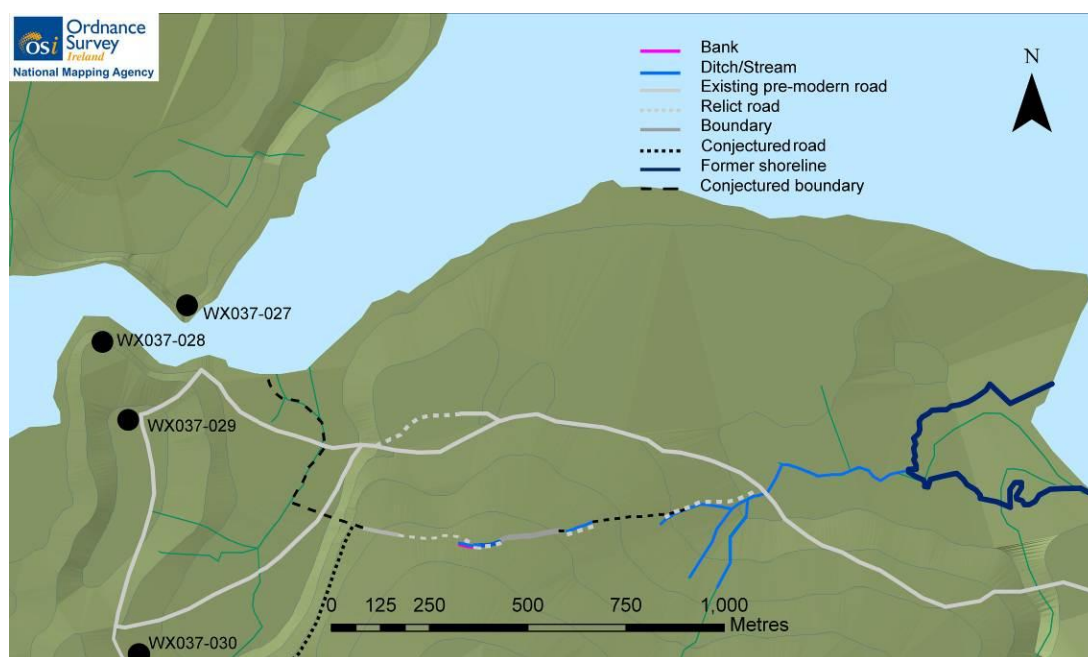 OSi Ordnance
Survey
Ireland
National Mapping Agency
Bank
Ditch/Stream
Existing pre-modern road
Relict road
Boundary
Conjectured road
Former shoreline
Conjectured boundary
N
WX037-027
WX037-028
WX037-029
0 125 250 500 750 1,000
Metres
WX037-030